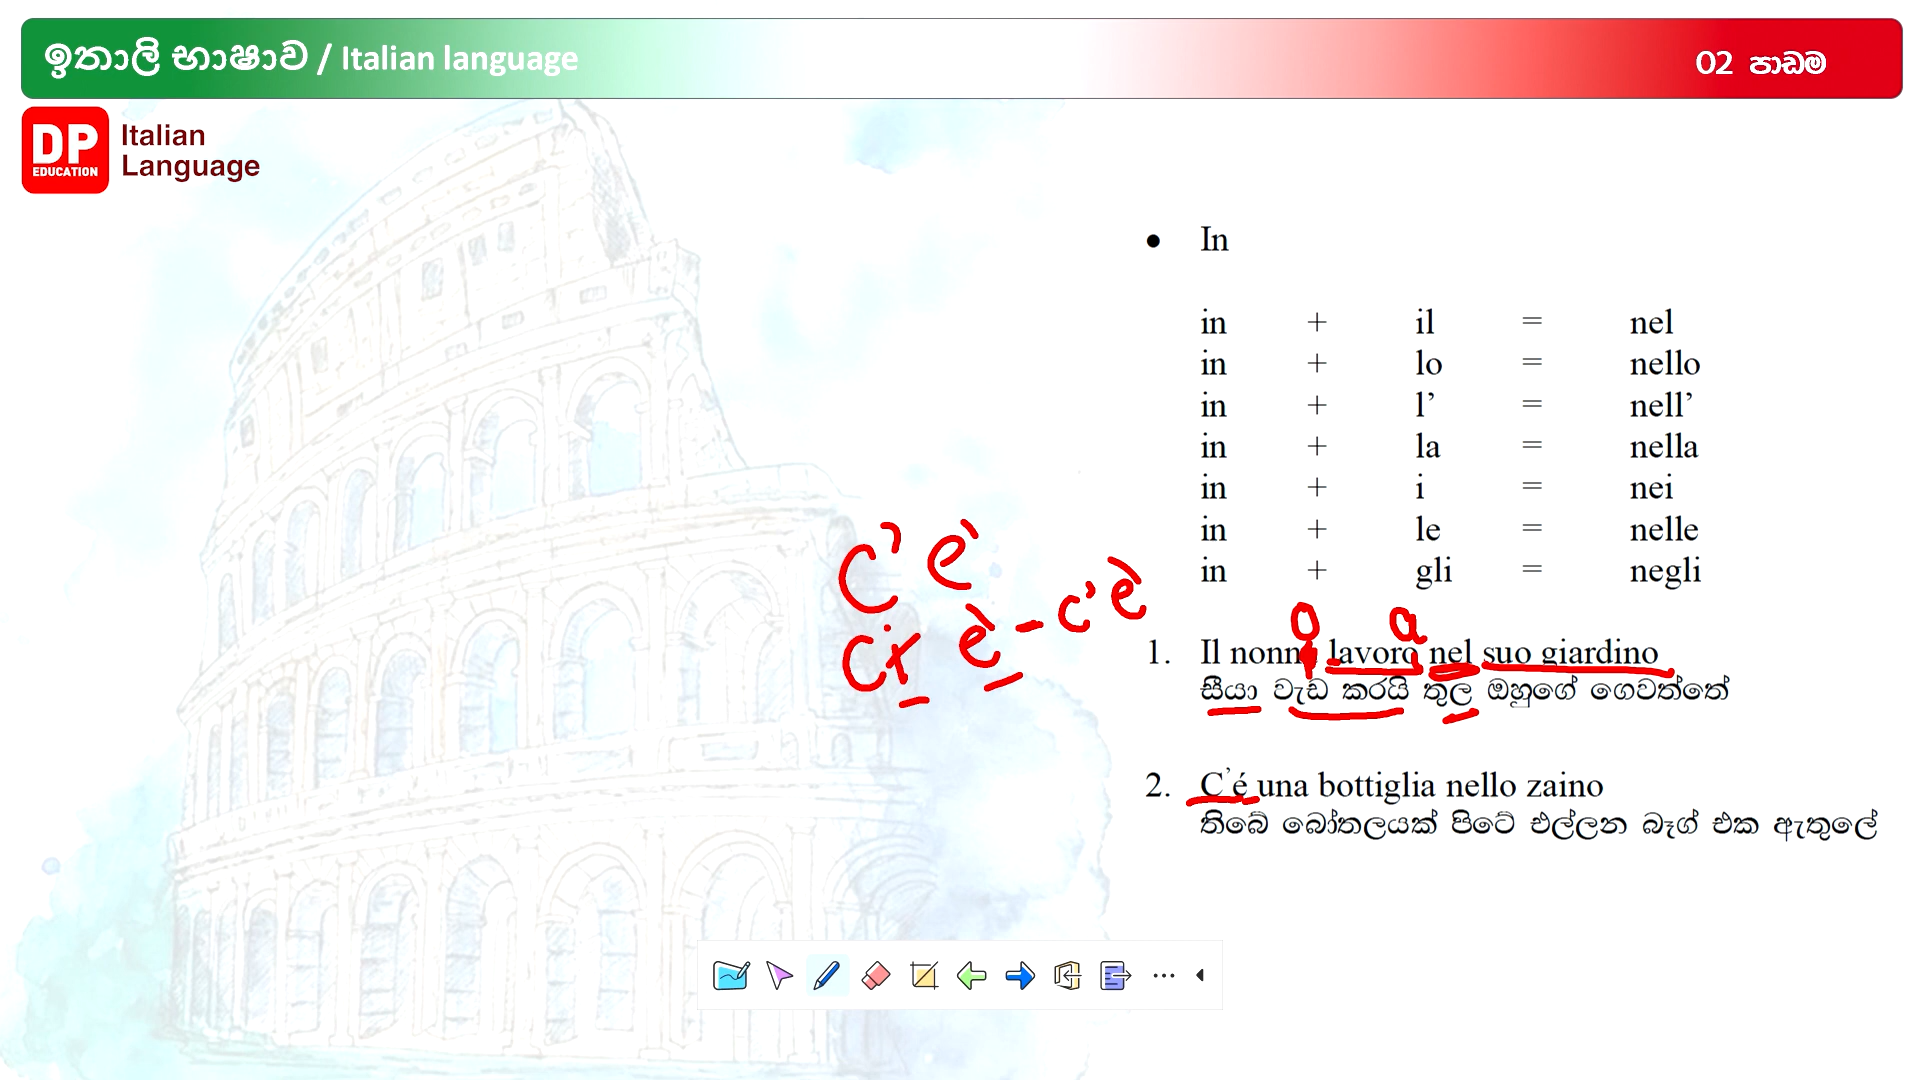 ඉතාලි භාෂාව / Italian language
02 පාඩම
DP
EDUCATION
Italian
Language
• In
in + il = nel
in + lo = nello
in + l’ = nell’
in + la = nella
in + i = nei
in + le = nelle
in + gli = negli
c'è
ci è - c'è
o a
1. Il nonn lavoro nel suo giardino
සීයා වැඩ කරයි තුල ඔහුගේ ගෙවත්තේ
2. C’é una bottiglia nello zaino
තිබේ බෝතලයක් පිටේ එල්ලන බෑග් එක ඇතුලේ